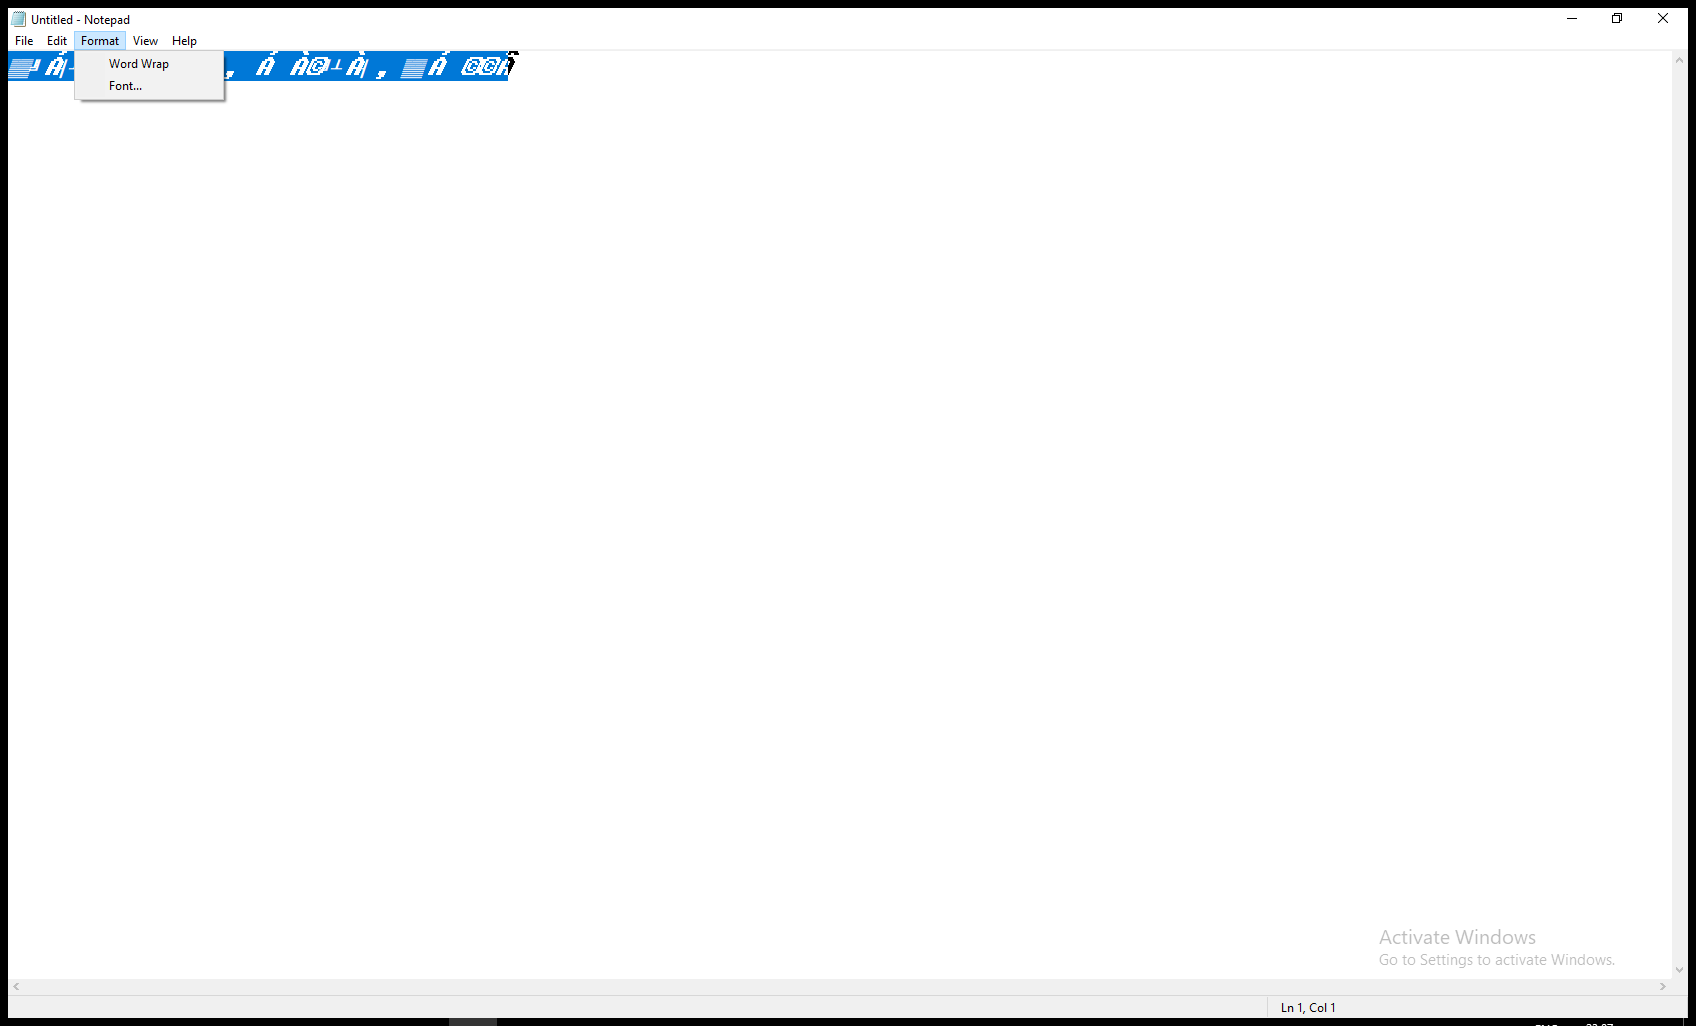 Untitled - Notepad
File Edit Format View Help
Word Wrap
Font...
Activate Windows
Go to Settings to activate Windows.
Ln 1, Col 1